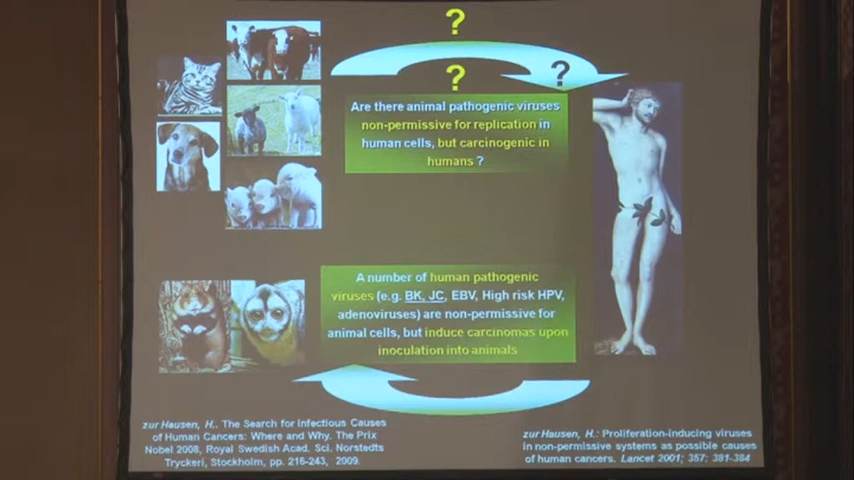 ?
?
?
Are there animal pathogenic viruses
non-permissive for replication in
human cells, but carcinogenic in
humans ?
A number of human pathogenic
viruses (e.g. BK, JC, EBV, High risk HPV,
adenoviruses) are non-permissive for
animal cells, but induce carcinomas upon
inoculation into animals
zur Hausen, H.. The Search for Infectious Causes
of Human Cancers: Where and Why. The Prix
Nobel 2008, Royal Swedish Acad. Sci. Norstedts
Tryckeri, Stockholm, pp. 216-243, 2009.
zur Hausen, H.: Proliferation-inducing viruses
in non-permissive systems as possible causes
of human cancers. Lancet 2001; 357: 381-384